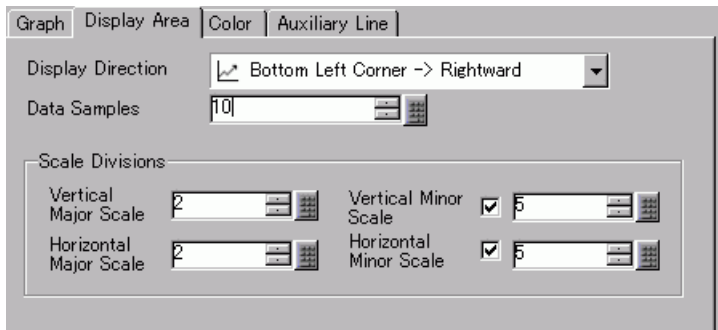 Graph Display Area Color Auxiliary Line
Display Direction Bottom Left Corner -> Rightward
Data Samples 10
Scale Divisions
Vertical
Major Scale 2
Vertical Minor
Scale 5
Horizontal
Major Scale 2
Horizontal
Minor Scale 5